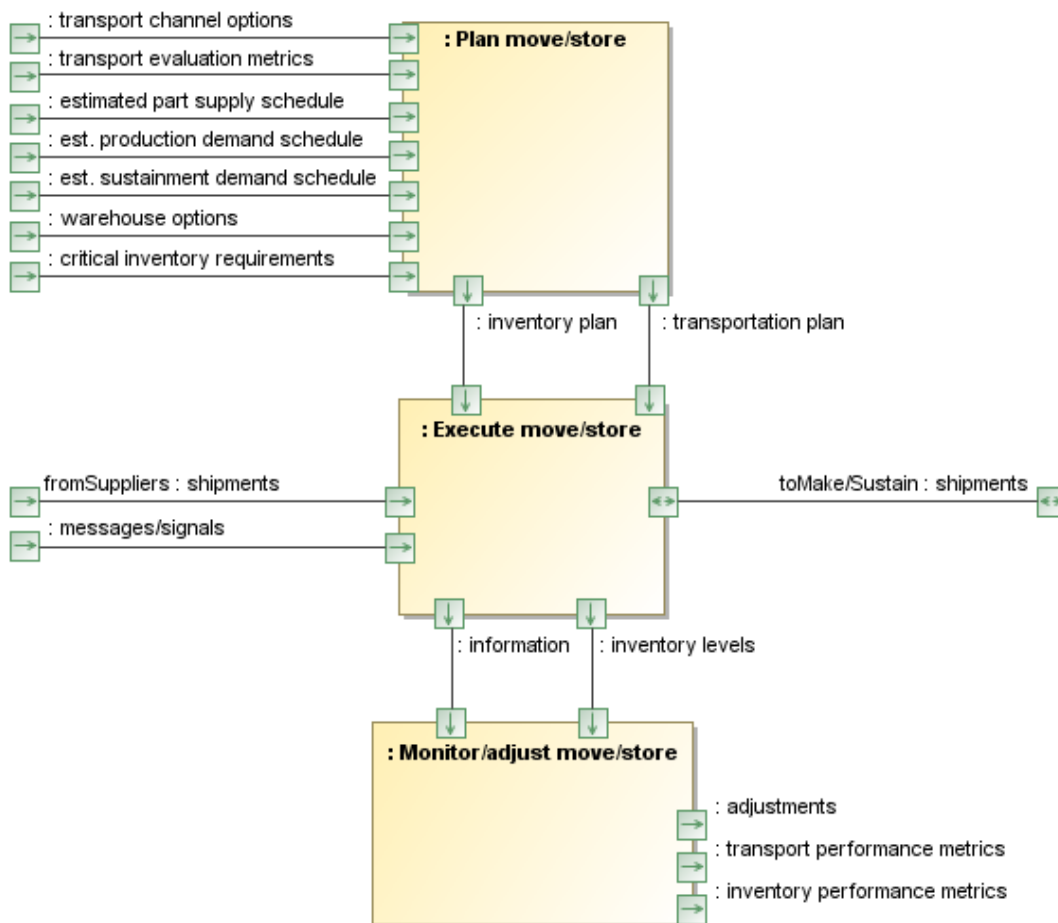 : transport channel options
: Plan move/store
: transport evaluation metrics
: estimated part supply schedule
: est. production demand schedule
: est. sustainment demand schedule
: warehouse options
: critical inventory requirements
: inventory plan
: transportation plan
: Execute move/store
fromSuppliers : shipments
toMake/Sustain : shipments
: messages/signals
: information
: inventory levels
: Monitor/adjust move/store
: adjustments
: transport performance metrics
: inventory performance metrics